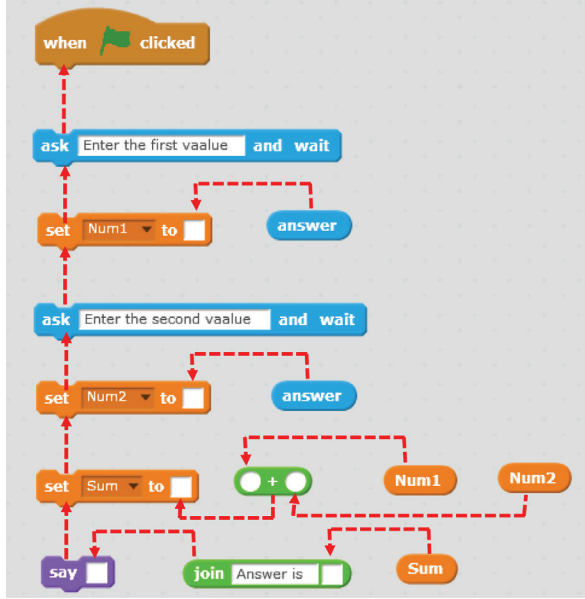 when clicked
ask Enter the first vaalue and wait
set Num1 to
answer
ask Enter the second vaalue and wait
set Num2 to
answer
set Sum to
+
Num1
Num2
say
join Answer is
Sum